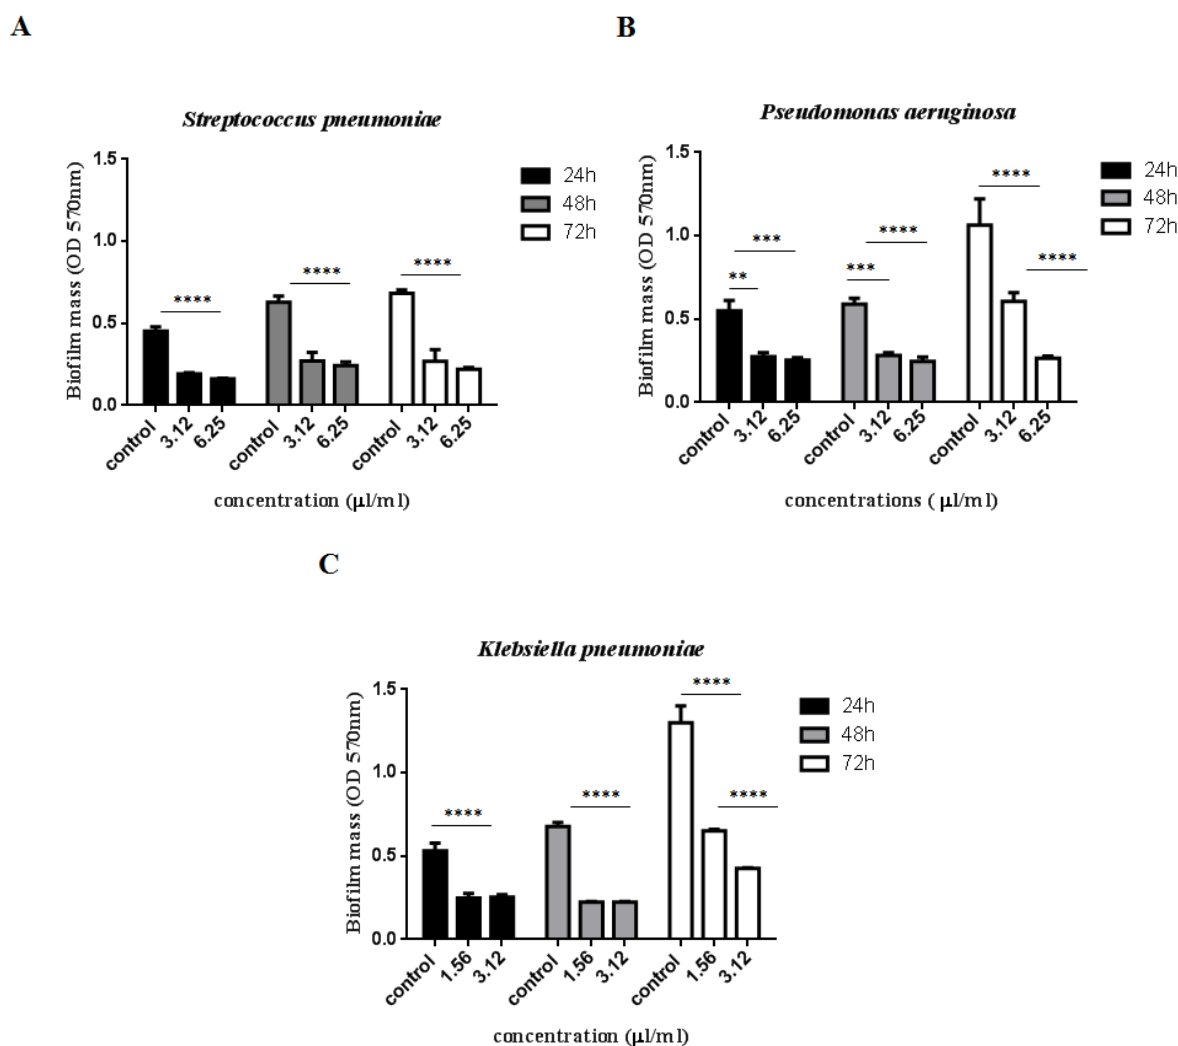 A
Streptococcus pneumoniae
Biofilm mass (OD 570nm)
1.5
1.0
0.5
0.0
****
****
****
24h
48h
72h
control 3.12 6.25 control 3.12 6.25 control 3.12 6.25
concentration (μl/ml)
B
Pseudomonas aeruginosa
Biofilm mass (OD 570nm)
1.5
1.0
0.5
0.0
**
***
***
****
****
****
24h
48h
72h
control 3.12 6.25 control 3.12 6.25 control 3.12 6.25
concentrations ( μl/ml)
C
Klebsiella pneumoniae
Biofilm mass (OD 570nm)
1.5
1.0
0.5
0.0
****
****
****
****
24h
48h
72h
control 1.56 3.12 control 1.56 3.12 control 1.56 3.12
concentration (μl/ml)